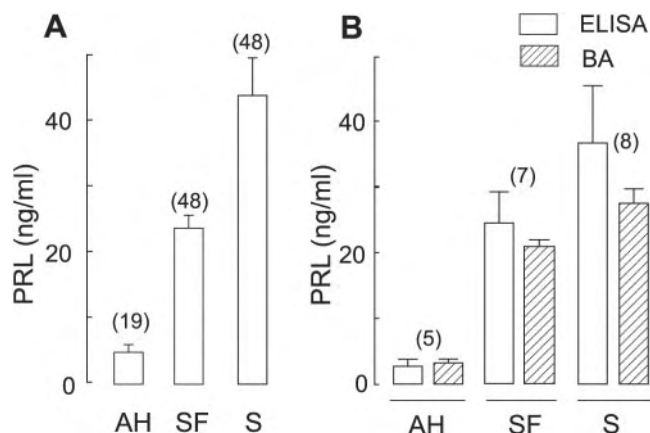 A
PRL (ng/ml)
40
20
0
(19)
(48)
(48)
AH SF S
B
ELISA
BA
PRL (ng/ml)
40
20
0
(5)
(7)
(8)
AH SF S